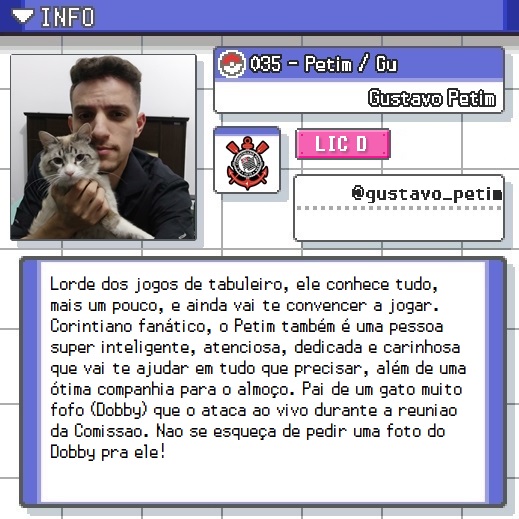 INFO
035 - Petim / Gu
Gustavo Petim
LIC D
@gustavo_petim
Lorde dos jogos de tabuleiro, ele conhece tudo,
mais um pouco, e ainda vai te convencer a jogar.
Corintiano fanático, o Petim também é uma pessoa
super inteligente, atenciosa, dedicada e carinhosa
que vai te ajudar em tudo que precisar, além de uma
ótima companhia para o almoço. Pai de um gato muito
fofo (Dobby) que o ataca ao vivo durante a reuniao
da Comissao. Nao se esqueça de pedir uma foto do
Dobby pra ele!